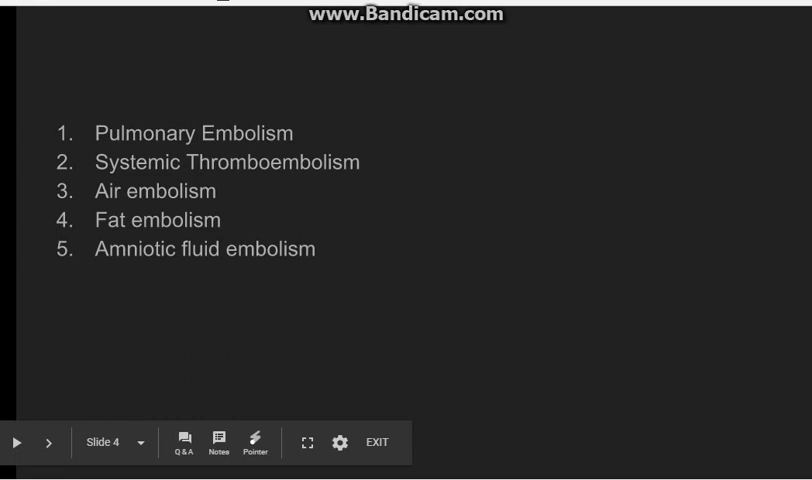 www.Bandicam.com
1. Pulmonary Embolism
2. Systemic Thromboembolism
3. Air embolism
4. Fat embolism
5. Amniotic fluid embolism
Slide 4
Q & A
Notes
Pointer
EXIT